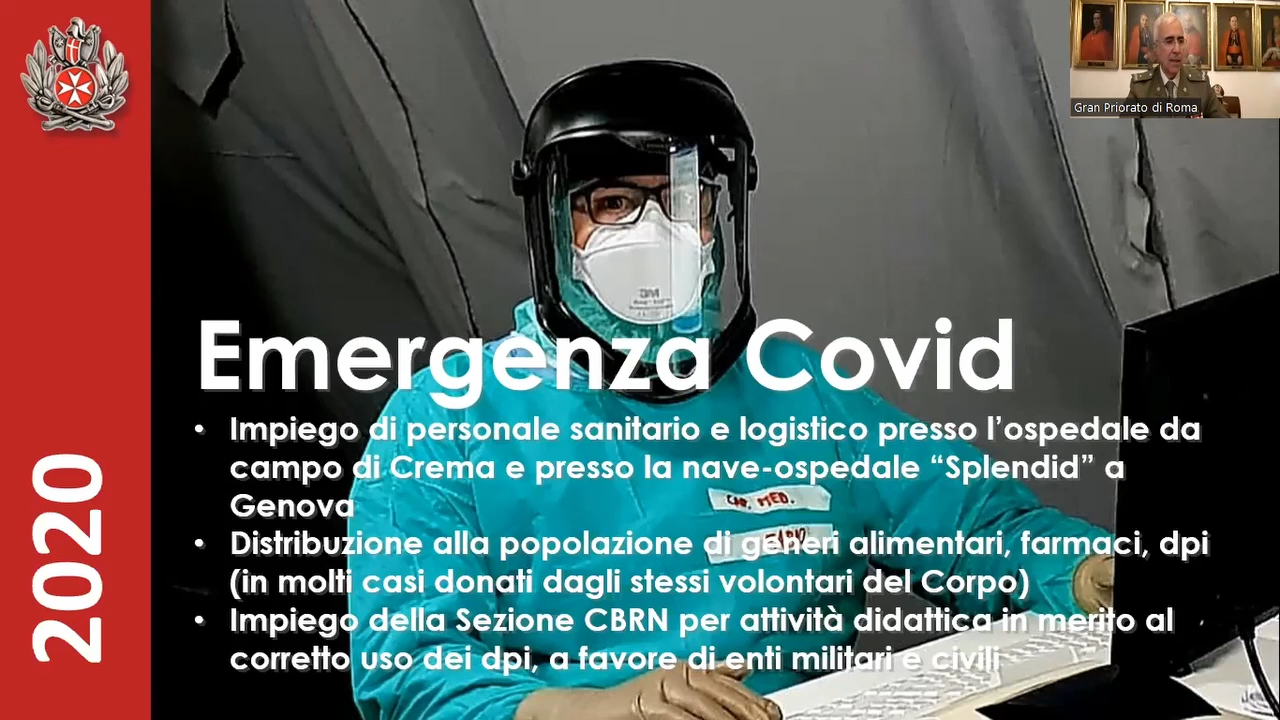 Gran Priorato di Roma
3M
Emergenza Covid
• Impiego di personale sanitario e logistico presso l’ospedale da
campo di Crema e presso la nave-ospedale “Splendid” a
Genova
CAP. MED.
• Distribuzione alla popolazione di generi alimentari, farmaci, dpi
(in molti casi donati dagli stessi volontari del Corpo)
• Impiego della Sezione CBRN per attività didattica in merito al
corretto uso dei dpi, a favore di enti militari e civili
2020